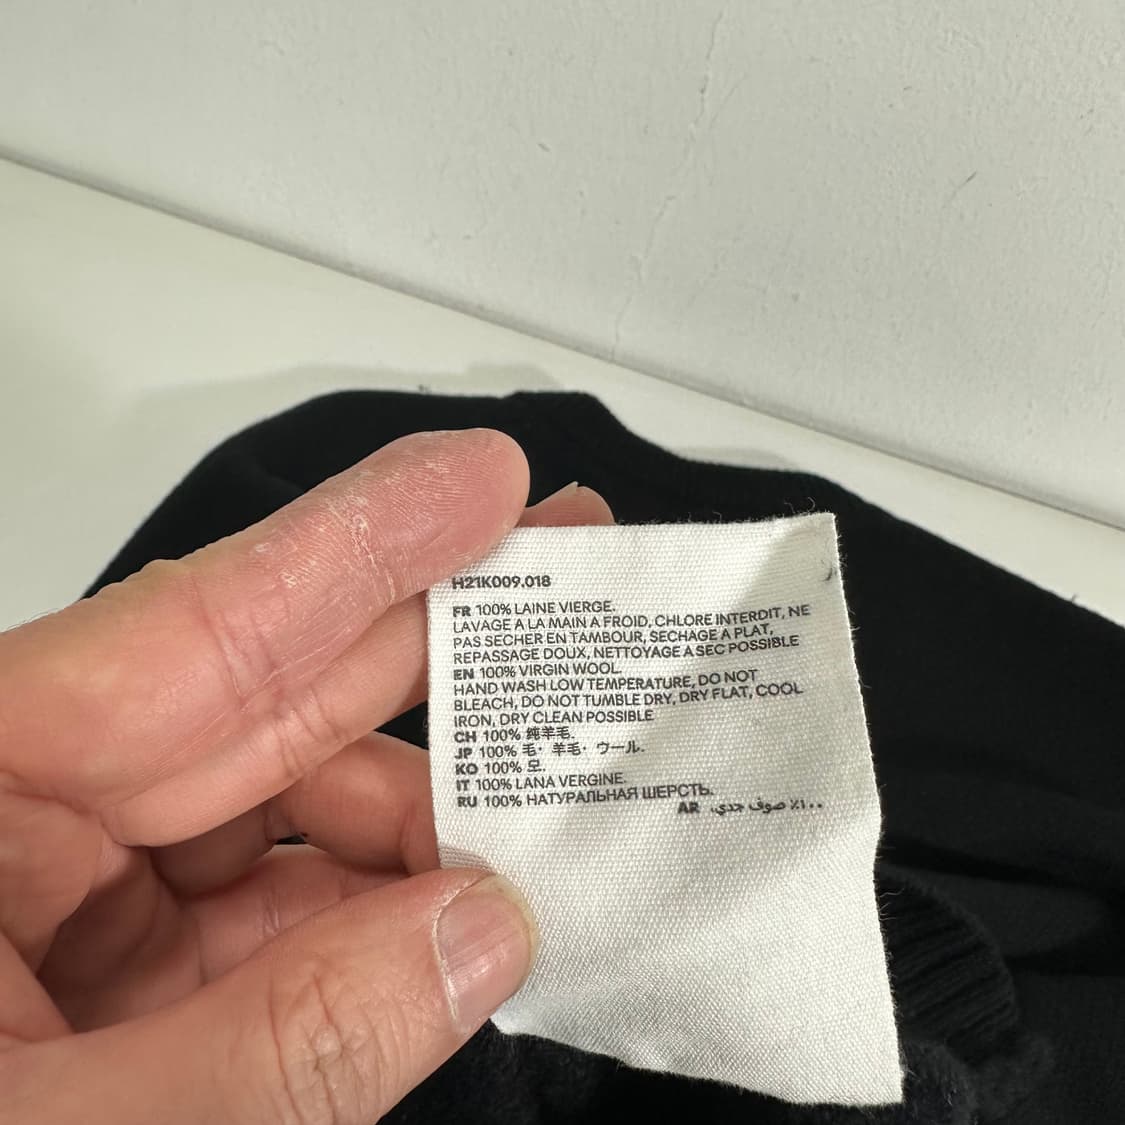 H21K009.018
FR 100% LAINE VIERGE.
LAVAGE A LA MAIN A FROID, CHLORE INTERDIT, NE
PAS SECHER EN TAMBOUR, SECHAGE A PLAT,
REPASSAGE DOUX, NETTOYAGE A SEC POSSIBLE
EN 100% VIRGIN WOOL.
HAND WASH LOW TEMPERATURE, DO NOT
BLEACH, DO NOT TUMBLE DRY, DRY FLAT, COOL
IRON, DRY CLEAN POSSIBLE
CH 100% 纯羊毛.
JP 100% 毛・羊毛・ウール.
KO 100% 모.
IT 100% LANA VERGINE.
RU 100% НАТУРАЛЬНАЯ ШЕРСТЬ.
AR ١٠٠٪ صوف جدي.